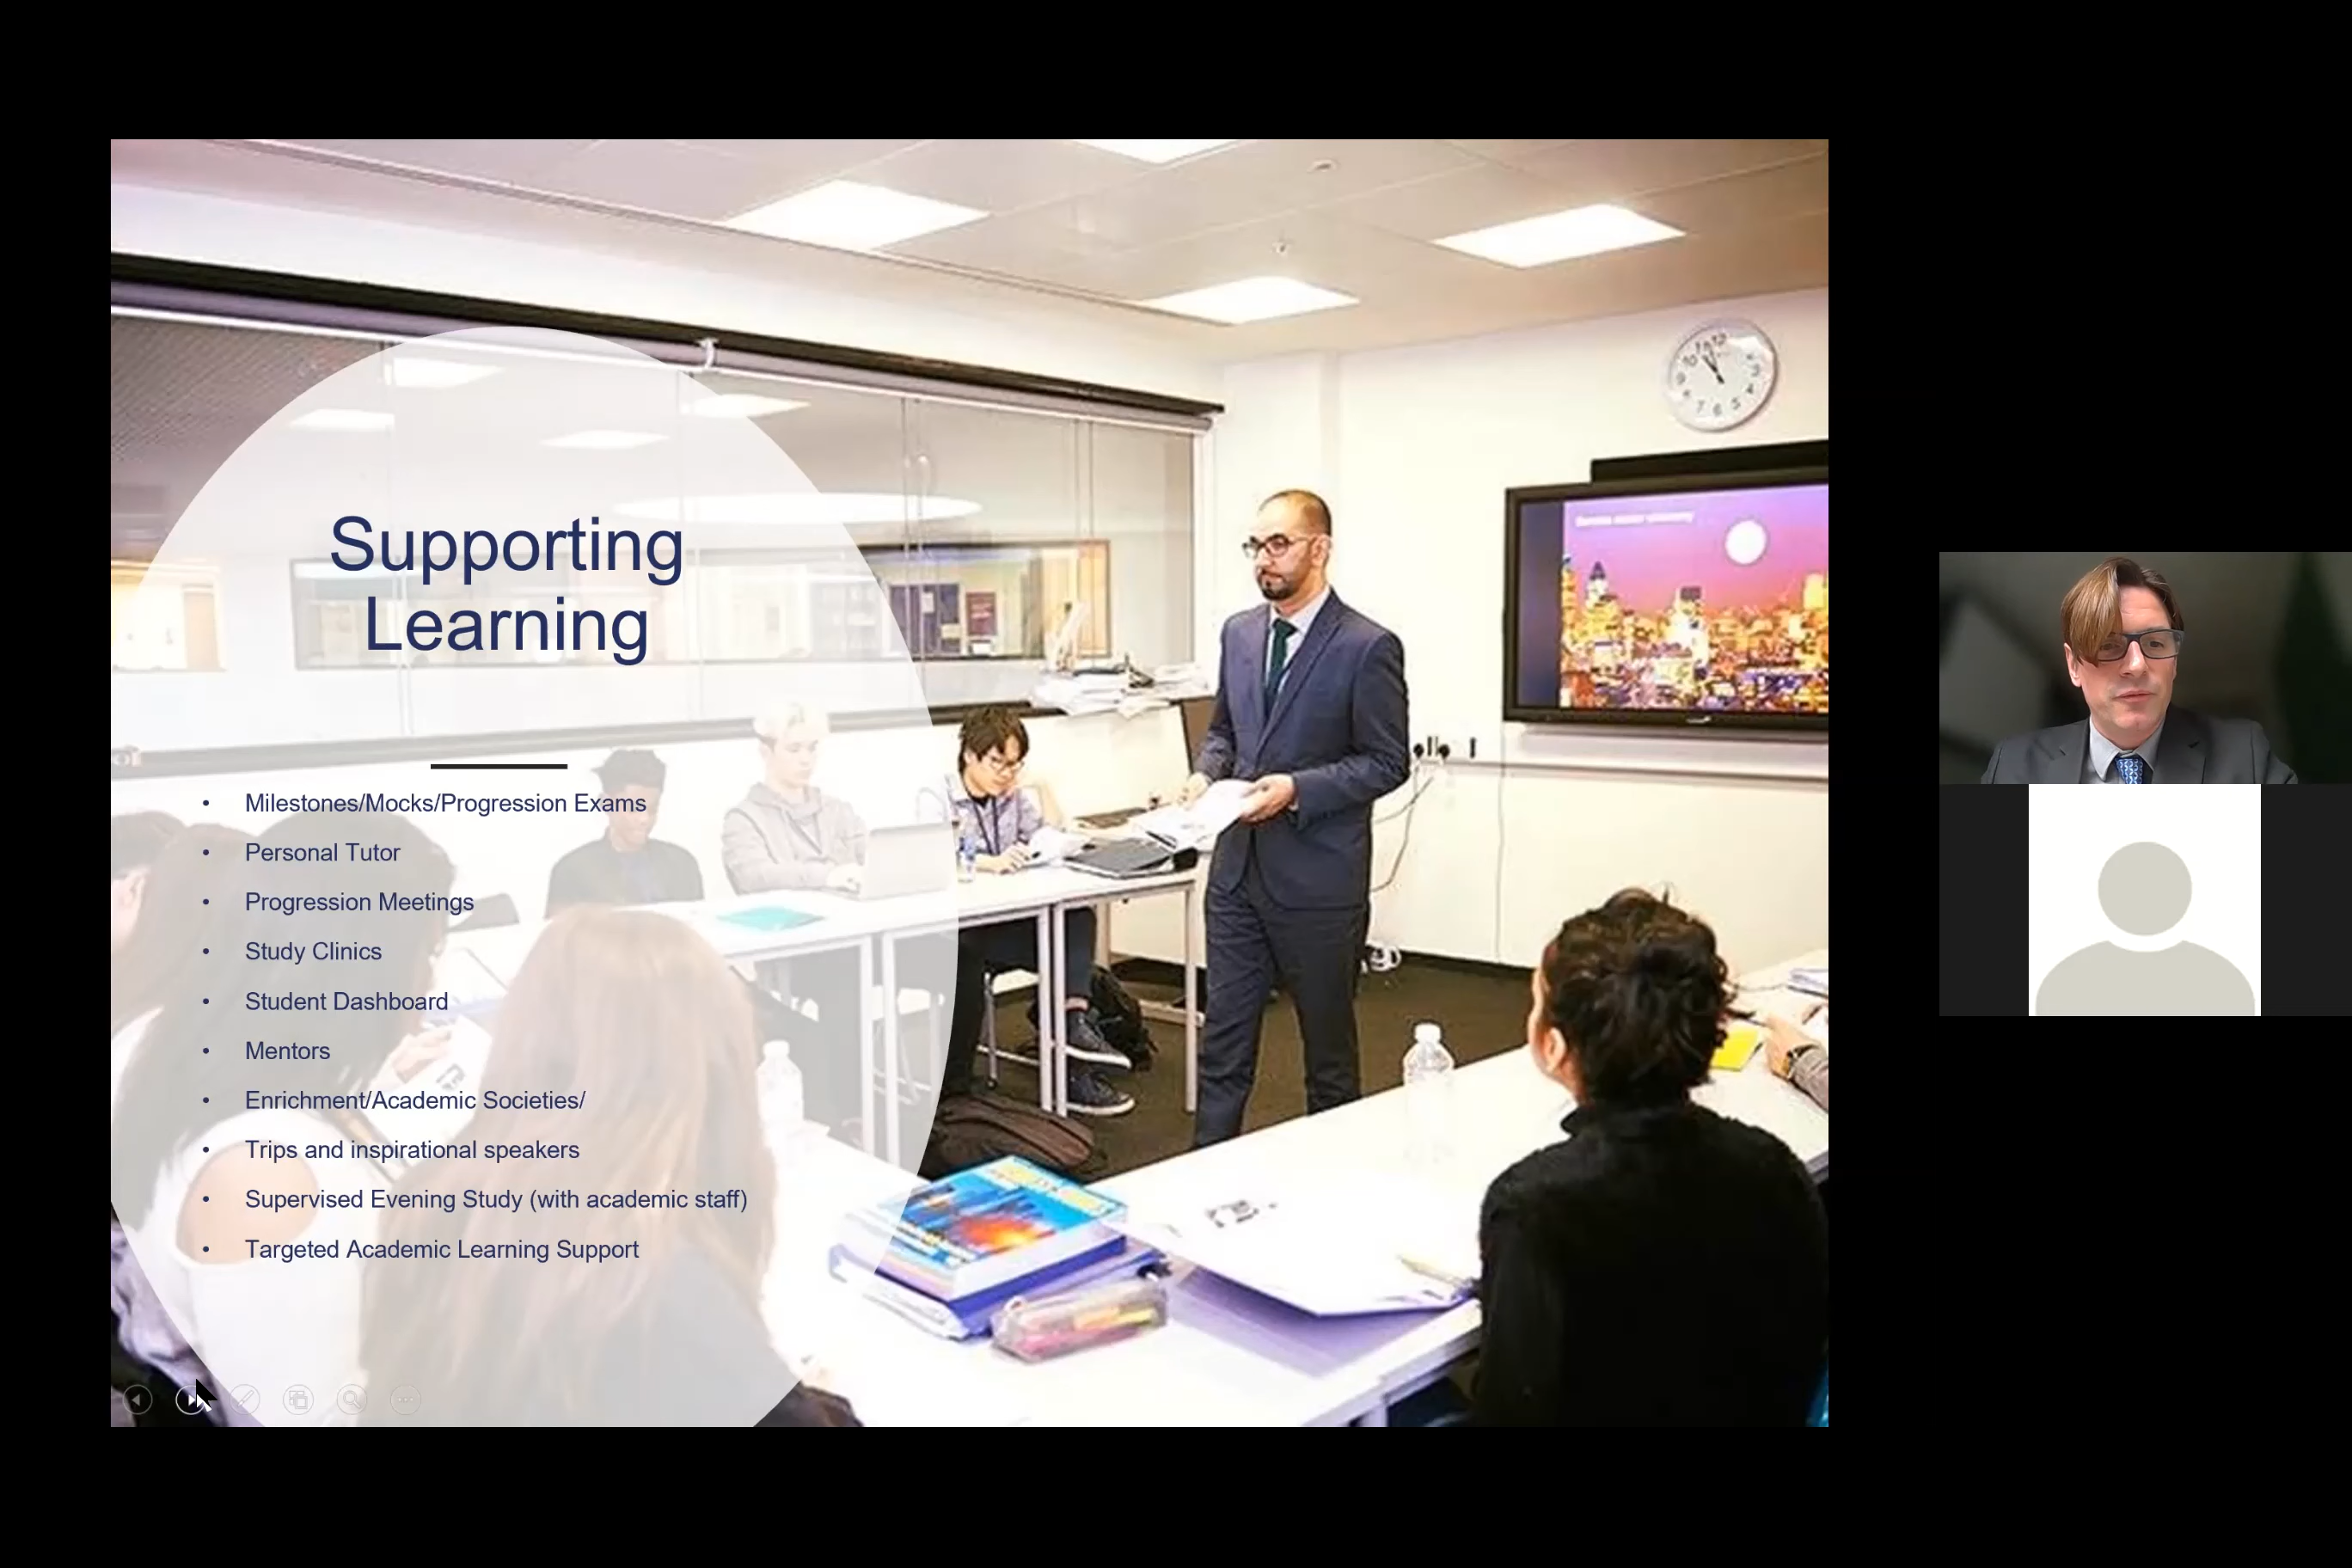 Supporting
Learning
• Milestones/Mocks/Progression Exams
• Personal Tutor
• Progression Meetings
• Study Clinics
• Student Dashboard
• Mentors
• Enrichment/Academic Societies/
• Trips and inspirational speakers
• Supervised Evening Study (with academic staff)
• Targeted Academic Learning Support